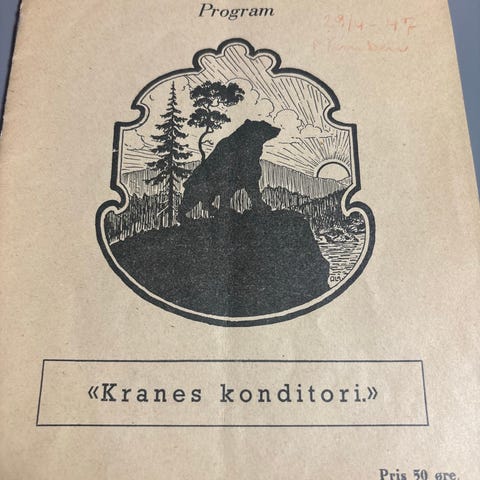 Program
29/4-47
«Kranes konditori.»
Pris 50 øre.